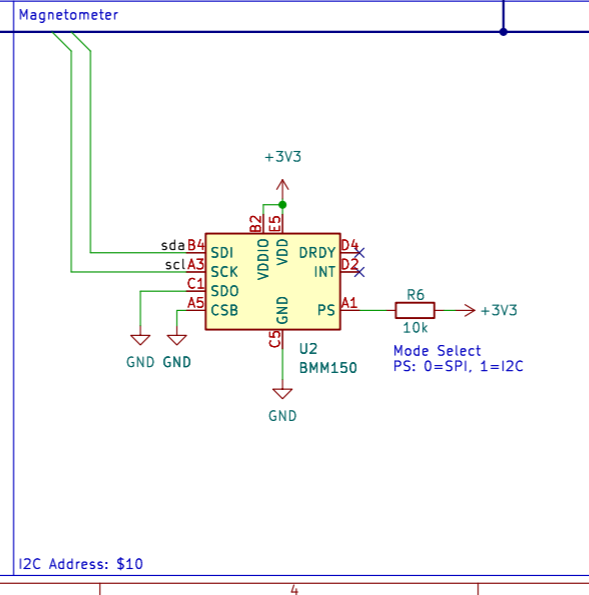 Magnetometer
+3V3
B2
E5
sda B4 SDI
VDDIO
VDD
DRDY D4
scl A3 SCK
INT D2
C1 SDO
A5 CSB
GND
PS A1
R6
10k
+3V3
GND
GND
C5
U2
BMM150
Mode Select
PS: 0=SPI, 1=I2C
GND
I2C Address: $10
4